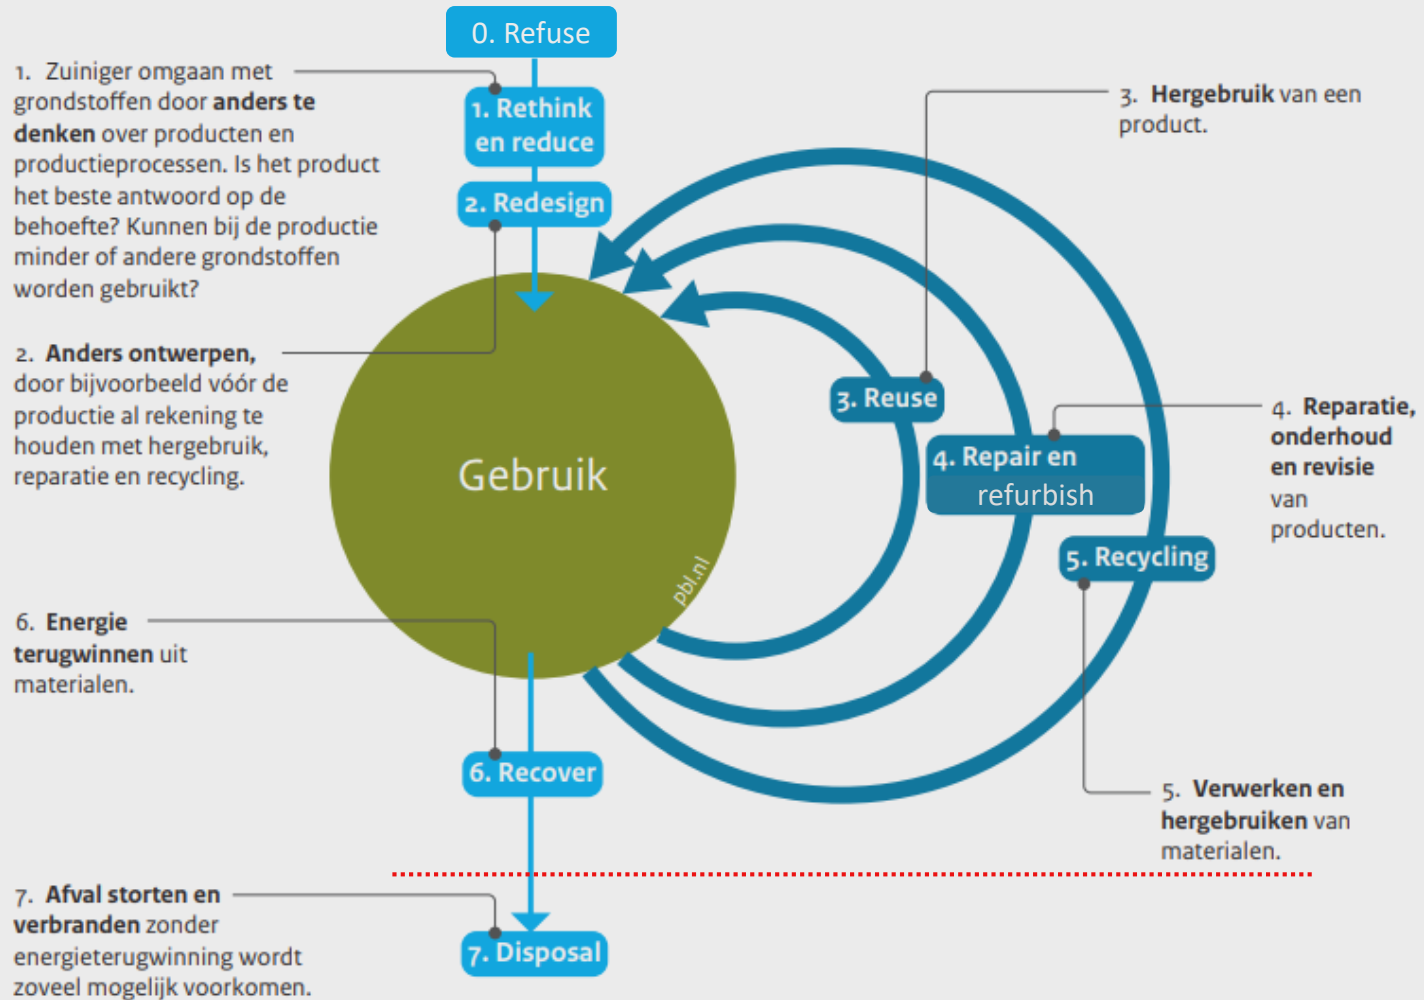 0. Refuse
1. Zuiniger omgaan met
grondstoffen door anders te
denken over producten en
productieprocessen. Is het product
het beste antwoord op de
behoefte? Kunnen bij de productie
minder of andere grondstoffen
worden gebruikt?
1. Rethink
en reduce
2. Redesign
3. Hergebruik van een
product.
2. Anders ontwerpen,
door bijvoorbeeld vóór de
productie al rekening te
houden met hergebruik,
reparatie en recycling.
Gebruik
pbl.nl
3. Reuse
4. Repair en
refurbish
4. Reparatie,
onderhoud
en revisie
van
producten.
5. Recycling
6. Energie
terugwinnen uit
materialen.
6. Recover
5. Verwerken en
hergebruiken van
materialen.
7. Afval storten en
verbranden zonder
energieterugwinning wordt
zoveel mogelijk voorkomen.
7. Disposal